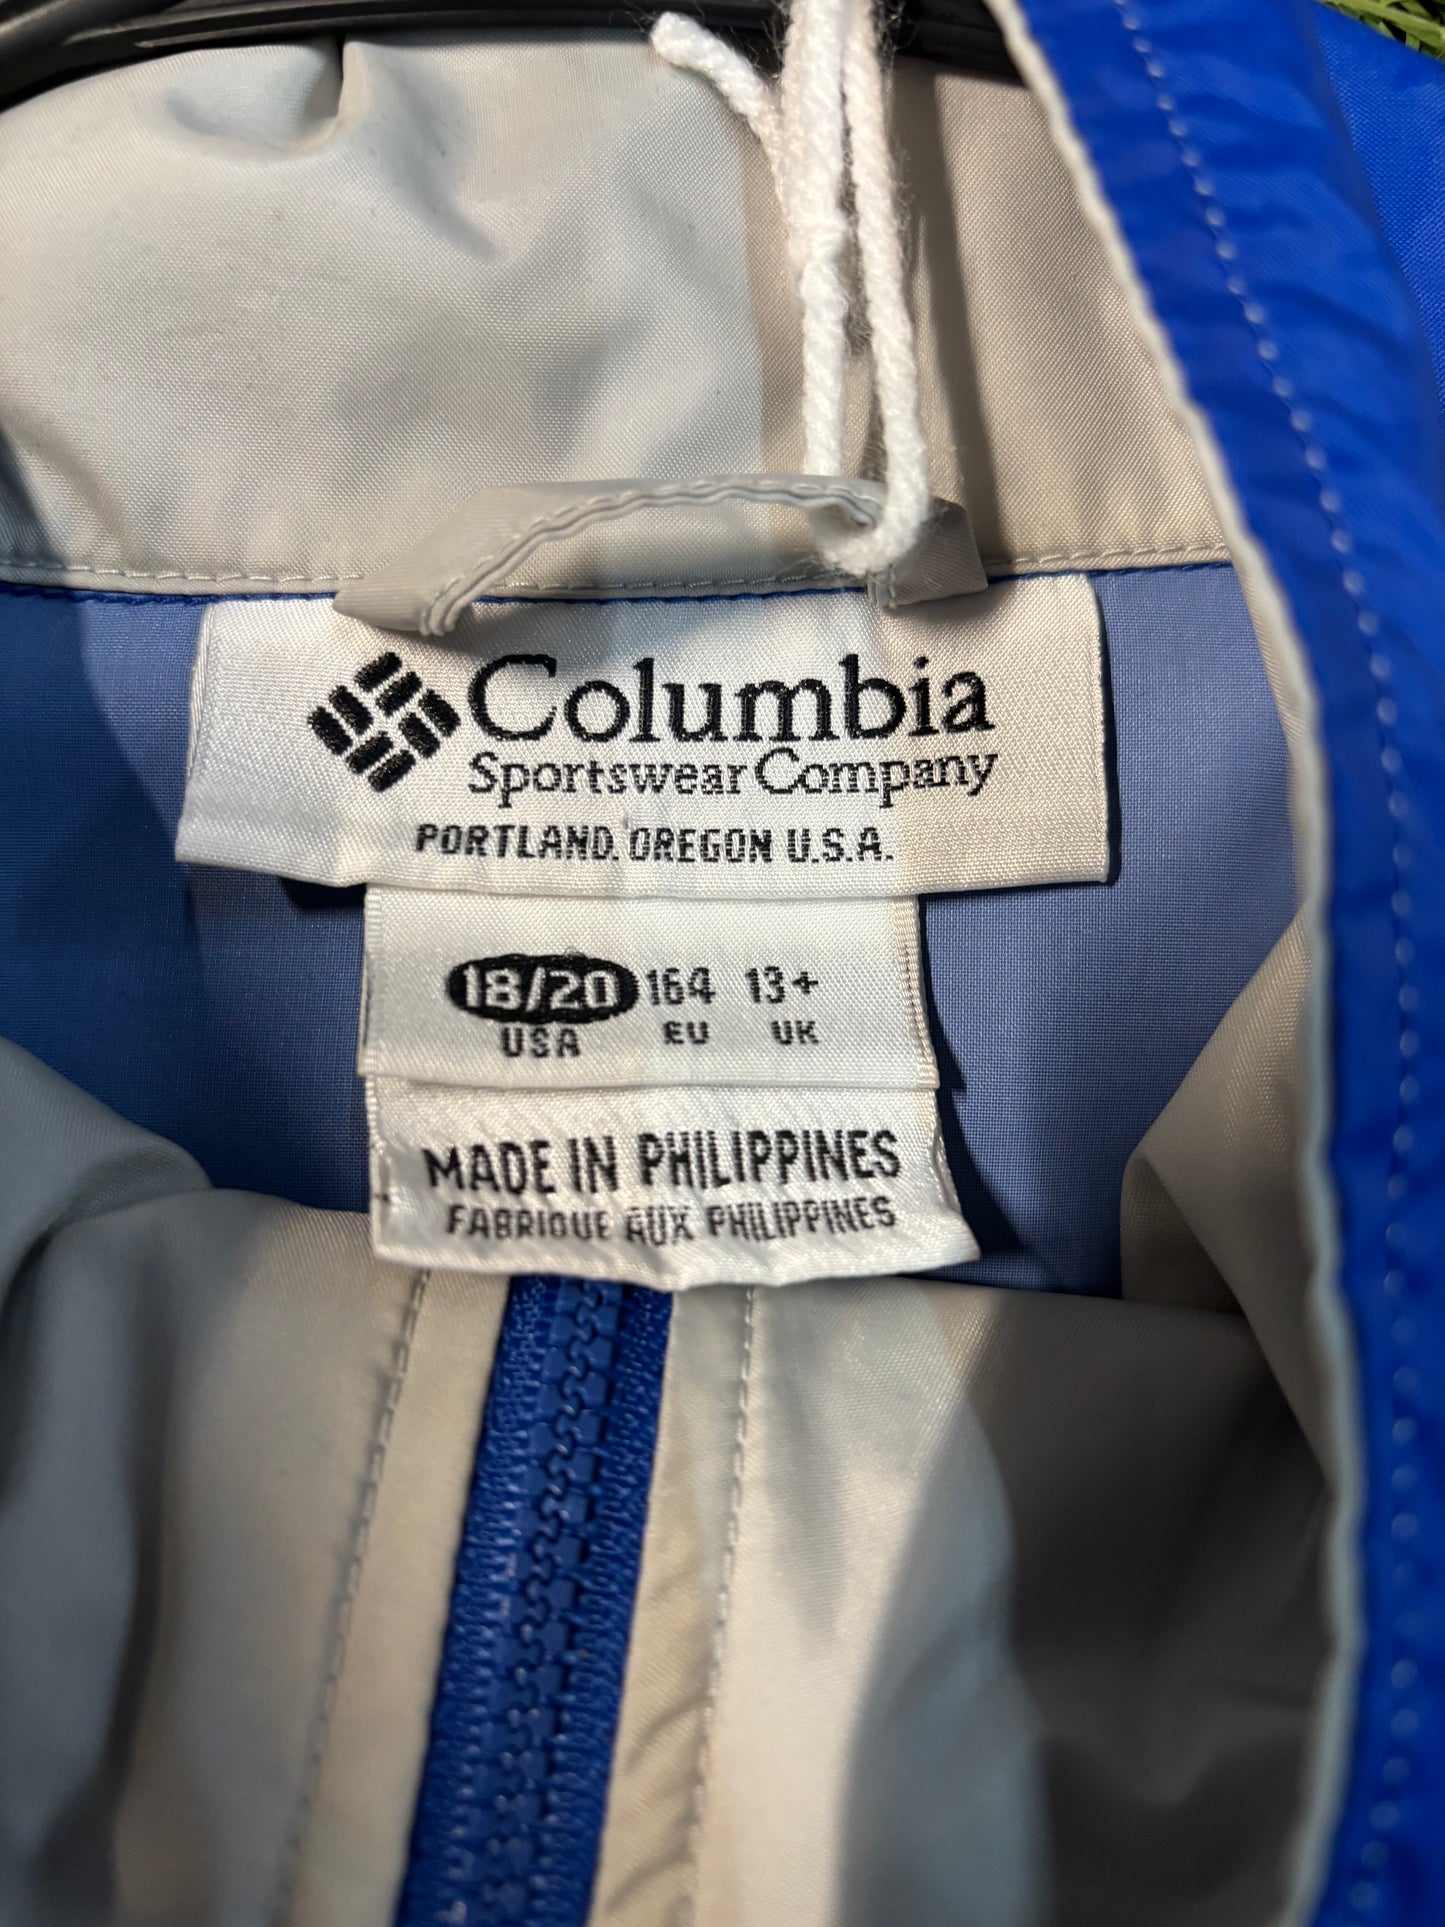 Columbia
Sportswear Company
PORTLAND. OREGON U.S.A.
18/20 164 13+
USA EU UK
MADE IN PHILIPPINES
FABRIQUE AUX PHILIPPINES